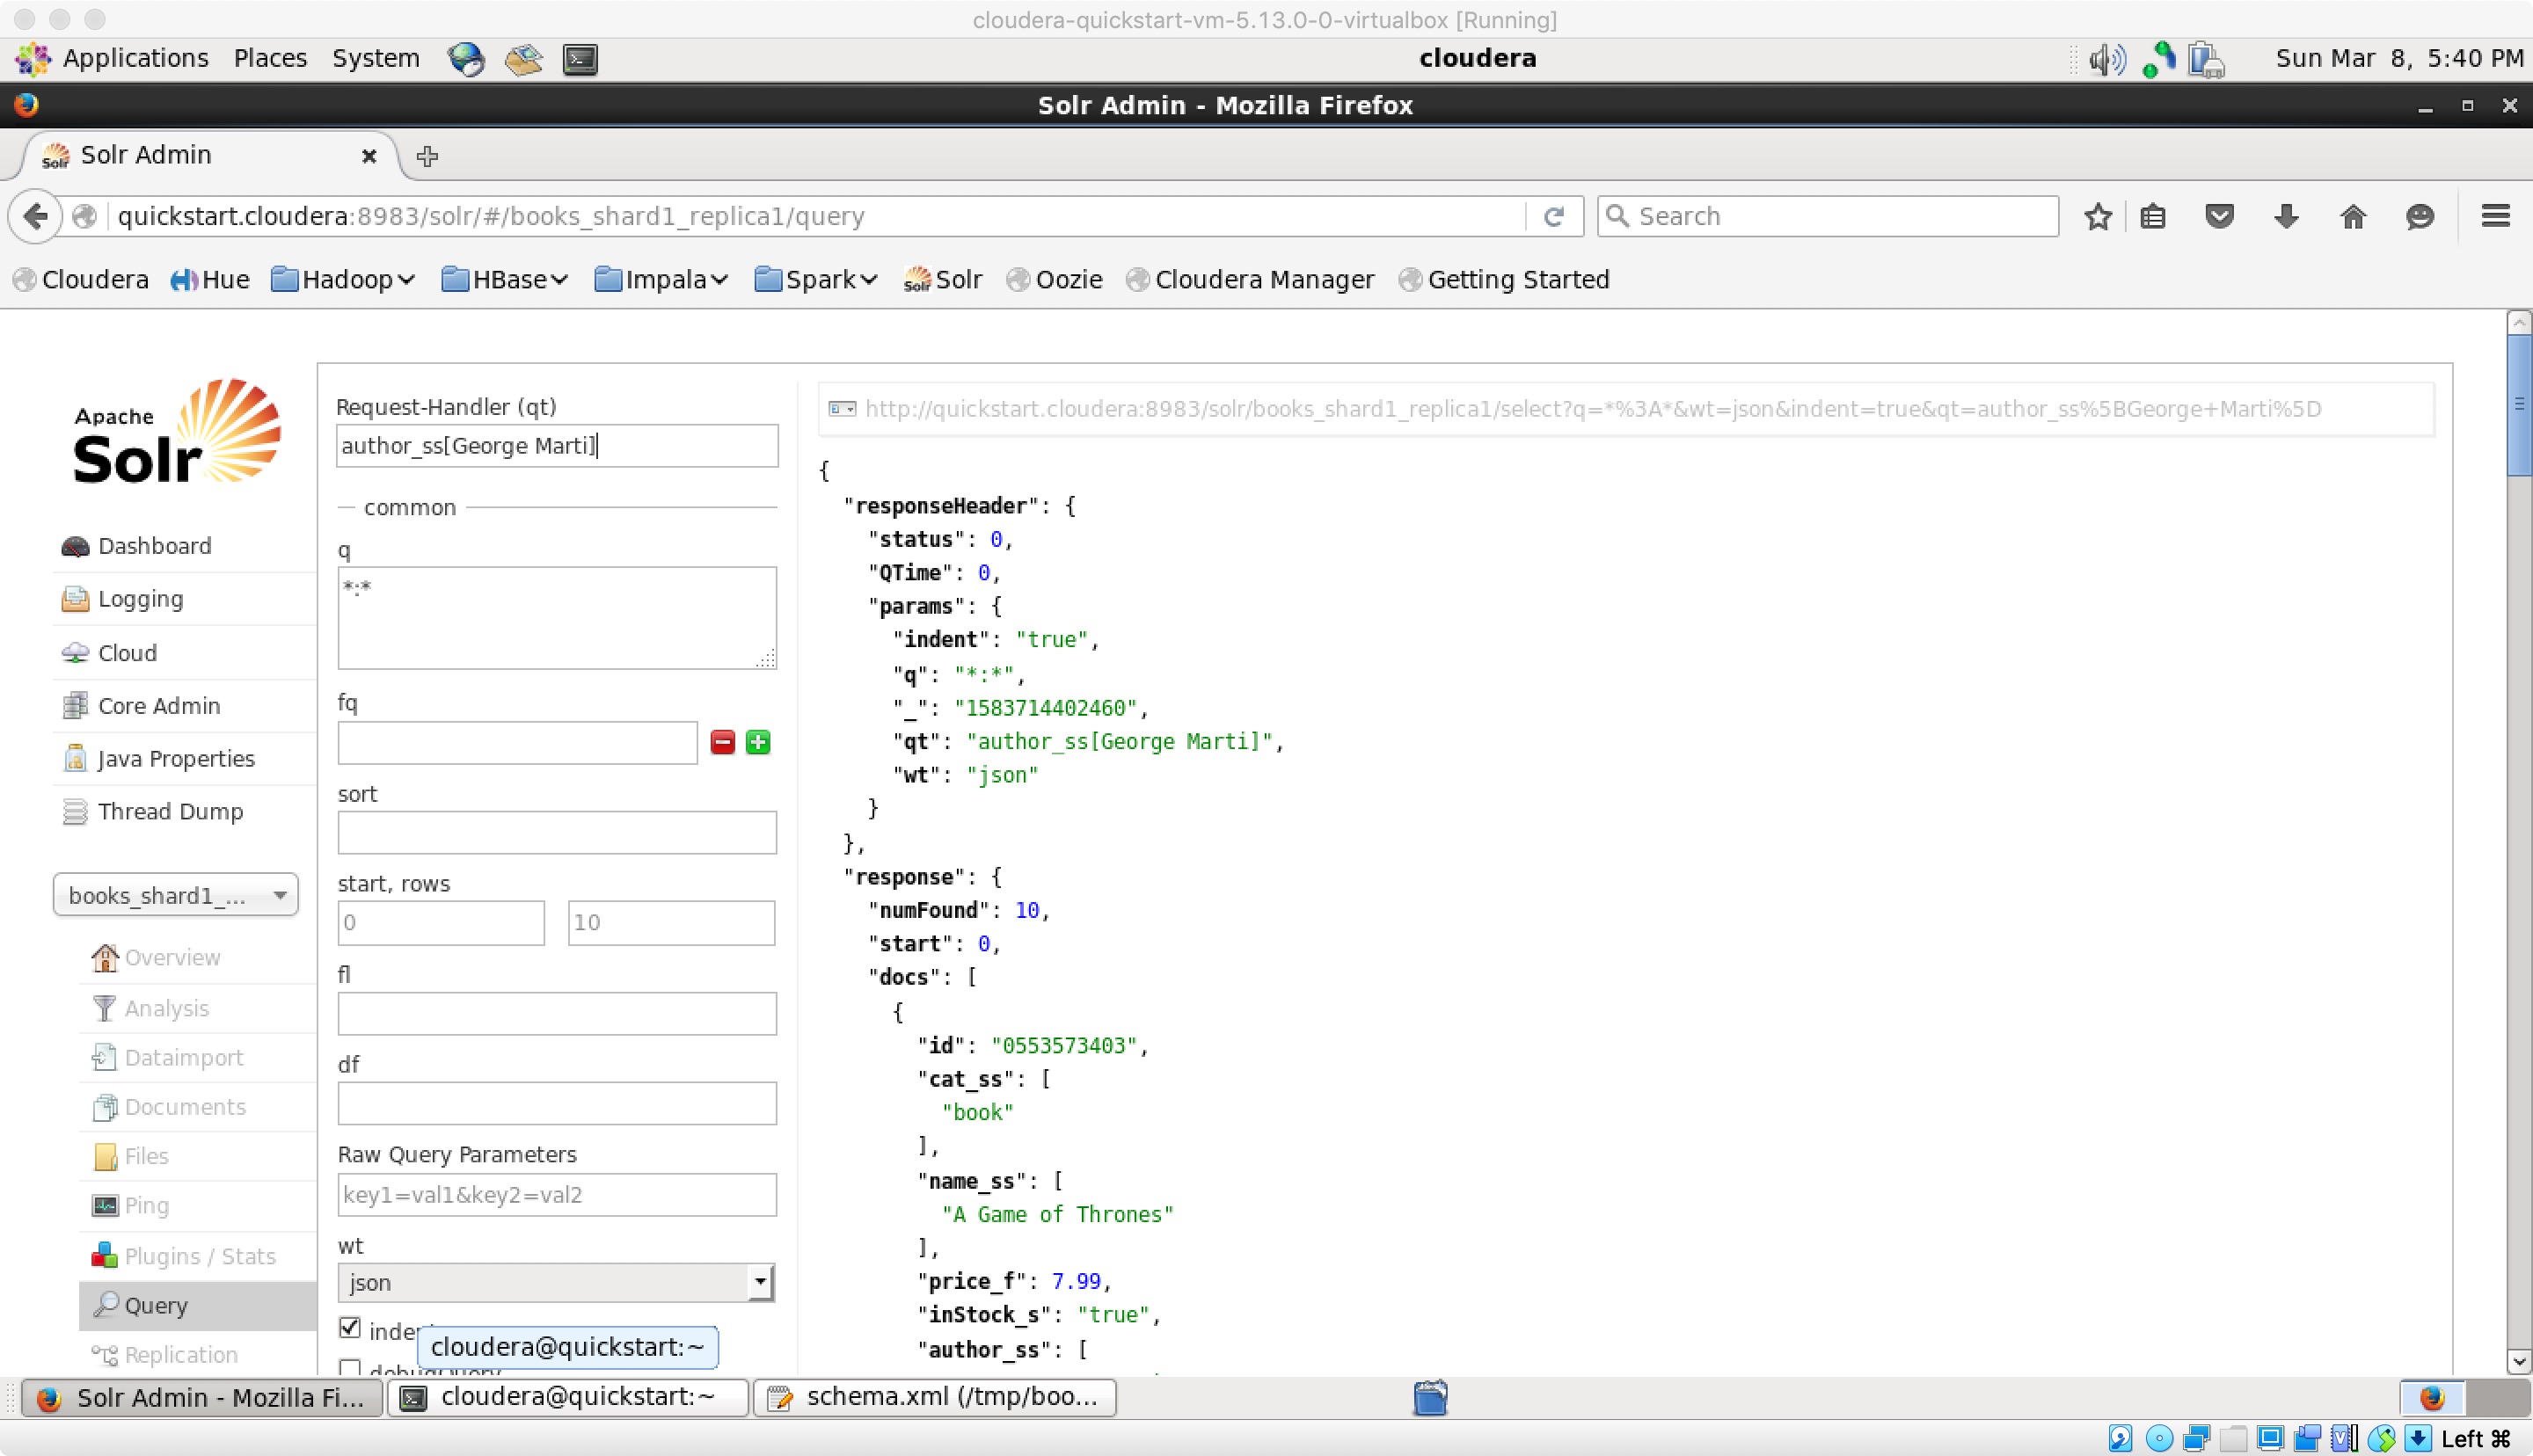 cloudera-quickstart-vm-5.13.0-0-virtualbox [Running]
Applications Places System
cloudera
Sun Mar 8, 5:40 PM
Solr Admin - Mozilla Firefox
Solr Admin
quickstart.cloudera:8983/solr/#/books_shard1_replica1/query
Search
Cloudera Hue Hadoop HBase Impala Spark Solr Oozie Cloudera Manager Getting Started
Apache
Solr
Dashboard
Logging
Cloud
Core Admin
Java Properties
Thread Dump
books_shard1_...
Overview
Analysis
Dataimport
Documents
Files
Ping
Plugins / Stats
Query
Replication
Request-Handler (qt)
author_ss[George Marti]
common
q
*:*
fq
sort
start, rows
0
10
fl
df
Raw Query Parameters
key1=val1&key2=val2
wt
json
cloudera@quickstart:~
http://quickstart.cloudera:8983/solr/books_shard1_replica1/select?q=*%3A*&wt=json&indent=true&qt=author_ss%5BGeorge+Marti%5D
{
"responseHeader": {
"status": 0,
"QTime": 0,
"params": {
"indent": "true",
"q": "*:*",
"_": "1583714402460",
"qt": "author_ss[George Marti]",
"wt": "json"
}
},
"response": {
"numFound": 10,
"start": 0,
"docs": [
{
"id": "0553573403",
"cat_ss": [
"book"
],
"name_ss": [
"A Game of Thrones"
],
"price_f": 7.99,
"inStock_s": "true",
"author_ss": [
Solr Admin - Mozilla Fi...
cloudera@quickstart:~
schema.xml (/tmp/boo...
Left ⌘